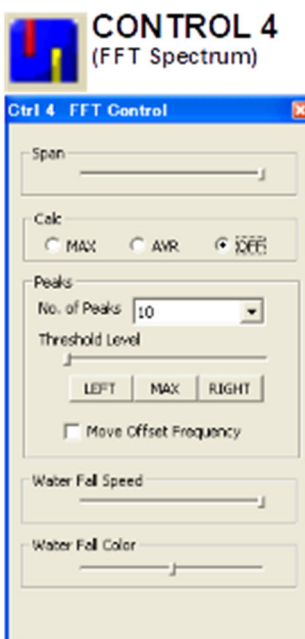 CONTROL 4
(FFT Spectrum)
Ctrl 4 FFT Control
Span
Calc
MAX AVR OFF
Peaks
No. of Peaks 10
Threshold Level
LEFT MAX RIGHT
Move Offset Frequency
Water Fall Speed
Water Fall Color